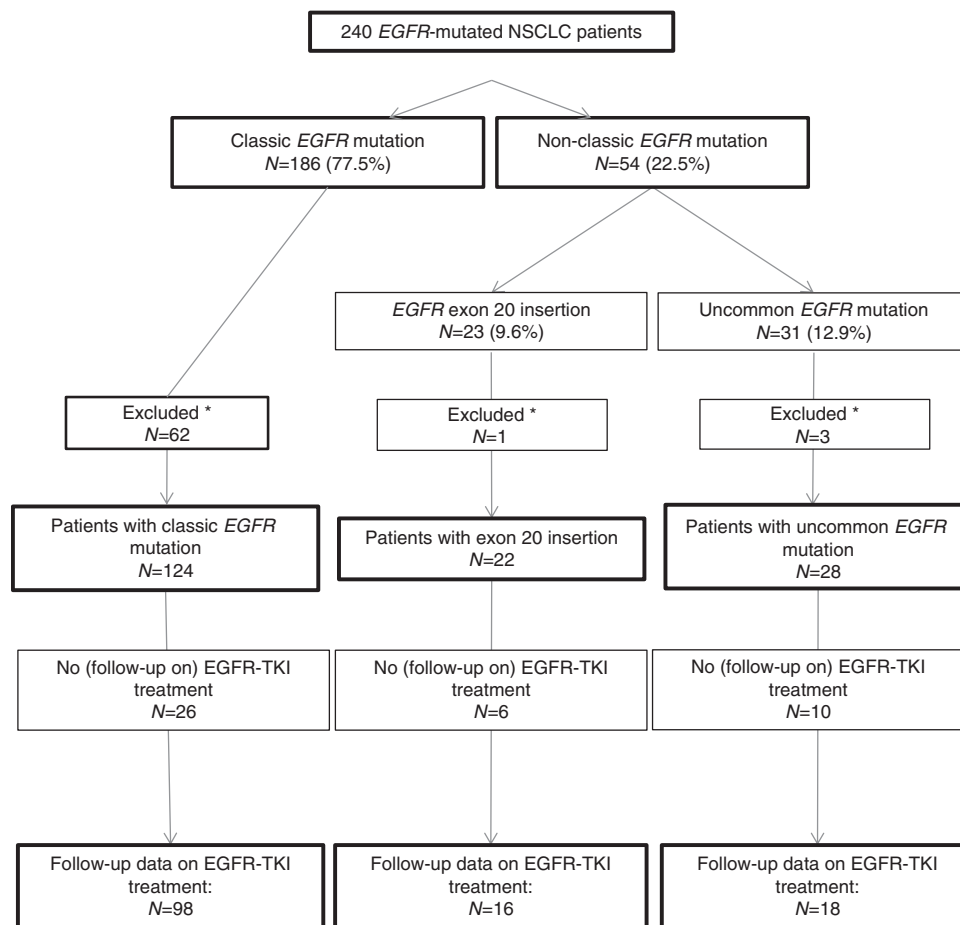 240 EGFR-mutated NSCLC patients
Classic EGFR mutation
N=186 (77.5%)
Non-classic EGFR mutation
N=54 (22.5%)
EGFR exon 20 insertion
N=23 (9.6%)
Uncommon EGFR mutation
N=31 (12.9%)
Excluded *
N=62
Excluded *
N=1
Excluded *
N=3
Patients with classic EGFR
mutation
N=124
Patients with exon 20 insertion
N=22
Patients with uncommon EGFR
mutation
N=28
No (follow-up on) EGFR-TKI
treatment
N=26
No (follow-up on) EGFR-TKI
treatment
N=6
No (follow-up on) EGFR-TKI
treatment
N=10
Follow-up data on EGFR-TKI
treatment:
N=98
Follow-up data on EGFR-TKI
treatment:
N=16
Follow-up data on EGFR-TKI
treatment:
N=18